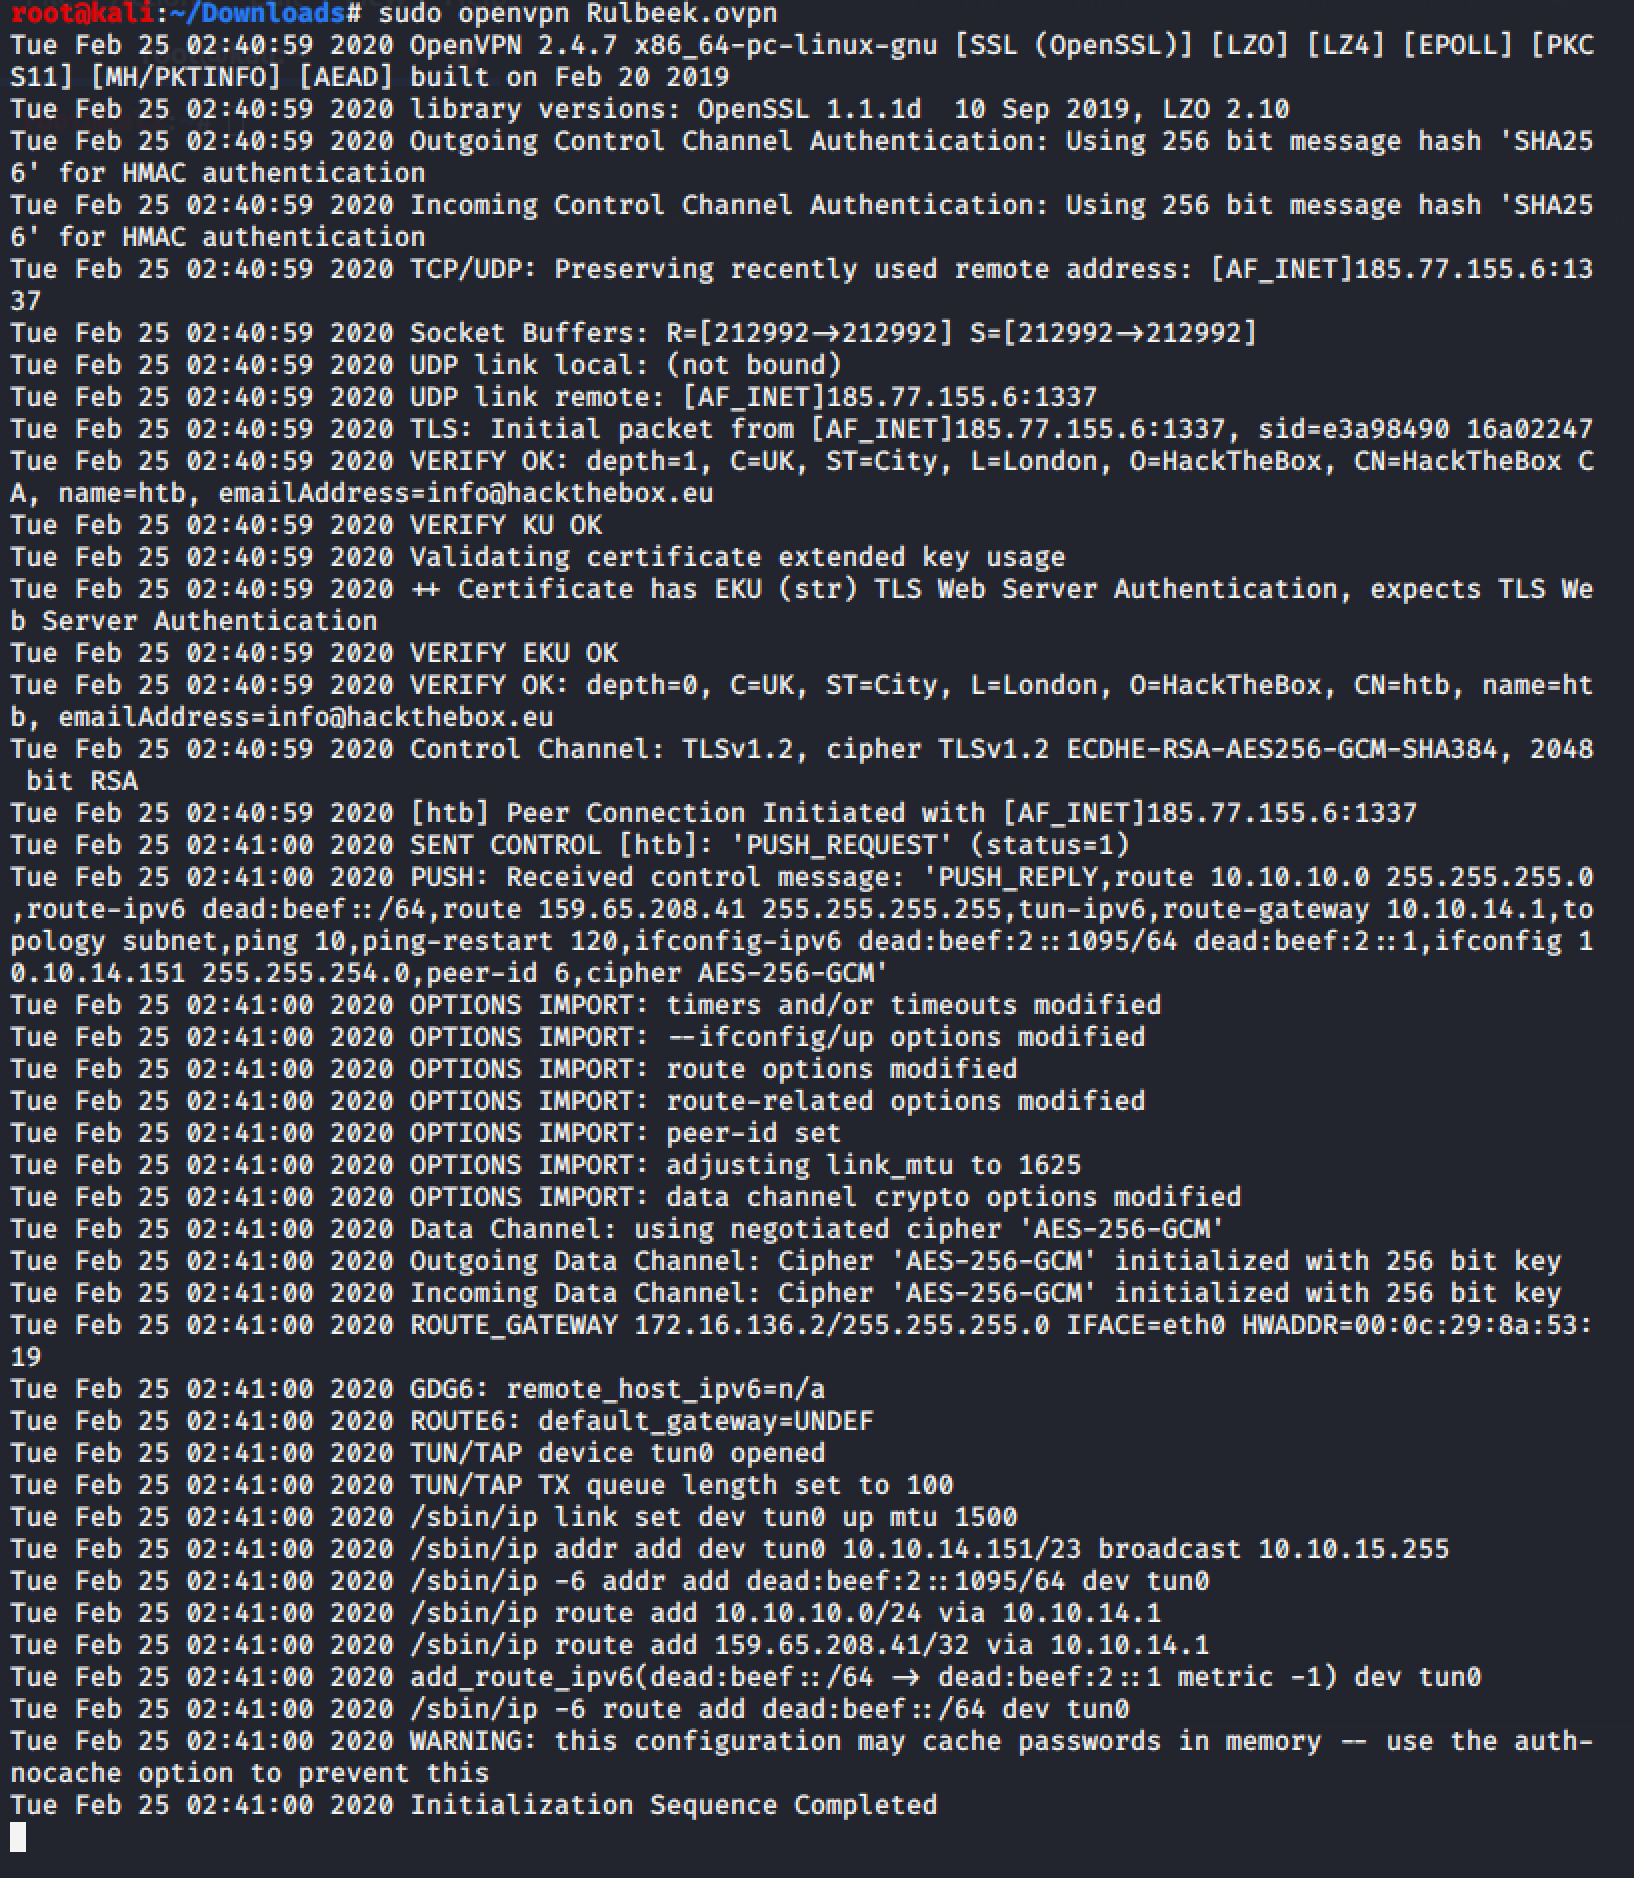 root@kali:~/Downloads# sudo openvpn Rulbeek.ovpn
Tue Feb 25 02:40:59 2020 OpenVPN 2.4.7 x86_64-pc-linux-gnu [SSL (OpenSSL)] [LZO] [LZ4] [EPOLL] [PKC
S11] [MH/PKTINFO] [AEAD] built on Feb 20 2019
Tue Feb 25 02:40:59 2020 library versions: OpenSSL 1.1.1d  10 Sep 2019, LZO 2.10
Tue Feb 25 02:40:59 2020 Outgoing Control Channel Authentication: Using 256 bit message hash 'SHA25
6' for HMAC authentication
Tue Feb 25 02:40:59 2020 Incoming Control Channel Authentication: Using 256 bit message hash 'SHA25
6' for HMAC authentication
Tue Feb 25 02:40:59 2020 TCP/UDP: Preserving recently used remote address: [AF_INET]185.77.155.6:13
37
Tue Feb 25 02:40:59 2020 Socket Buffers: R=[212992→212992] S=[212992→212992]
Tue Feb 25 02:40:59 2020 UDP link local: (not bound)
Tue Feb 25 02:40:59 2020 UDP link remote: [AF_INET]185.77.155.6:1337
Tue Feb 25 02:40:59 2020 TLS: Initial packet from [AF_INET]185.77.155.6:1337, sid=e3a98490 16a02247
Tue Feb 25 02:40:59 2020 VERIFY OK: depth=1, C=UK, ST=City, L=London, O=HackTheBox, CN=HackTheBox C
A, name=htb, emailAddress=info@hackthebox.eu
Tue Feb 25 02:40:59 2020 VERIFY KU OK
Tue Feb 25 02:40:59 2020 Validating certificate extended key usage
Tue Feb 25 02:40:59 2020 ++ Certificate has EKU (str) TLS Web Server Authentication, expects TLS We
b Server Authentication
Tue Feb 25 02:40:59 2020 VERIFY EKU OK
Tue Feb 25 02:40:59 2020 VERIFY OK: depth=0, C=UK, ST=City, L=London, O=HackTheBox, CN=htb, name=ht
b, emailAddress=info@hackthebox.eu
Tue Feb 25 02:40:59 2020 Control Channel: TLSv1.2, cipher TLSv1.2 ECDHE-RSA-AES256-GCM-SHA384, 2048
 bit RSA
Tue Feb 25 02:40:59 2020 [htb] Peer Connection Initiated with [AF_INET]185.77.155.6:1337
Tue Feb 25 02:41:00 2020 SENT CONTROL [htb]: 'PUSH_REQUEST' (status=1)
Tue Feb 25 02:41:00 2020 PUSH: Received control message: 'PUSH_REPLY,route 10.10.10.0 255.255.255.0
,route-ipv6 dead:beef::/64,route 159.65.208.41 255.255.255.255,tun-ipv6,route-gateway 10.10.14.1,to
pology subnet,ping 10,ping-restart 120,ifconfig-ipv6 dead:beef:2::1095/64 dead:beef:2::1,ifconfig 1
0.10.14.151 255.255.254.0,peer-id 6,cipher AES-256-GCM'
Tue Feb 25 02:41:00 2020 OPTIONS IMPORT: timers and/or timeouts modified
Tue Feb 25 02:41:00 2020 OPTIONS IMPORT: --ifconfig/up options modified
Tue Feb 25 02:41:00 2020 OPTIONS IMPORT: route options modified
Tue Feb 25 02:41:00 2020 OPTIONS IMPORT: route-related options modified
Tue Feb 25 02:41:00 2020 OPTIONS IMPORT: peer-id set
Tue Feb 25 02:41:00 2020 OPTIONS IMPORT: adjusting link_mtu to 1625
Tue Feb 25 02:41:00 2020 OPTIONS IMPORT: data channel crypto options modified
Tue Feb 25 02:41:00 2020 Data Channel: using negotiated cipher 'AES-256-GCM'
Tue Feb 25 02:41:00 2020 Outgoing Data Channel: Cipher 'AES-256-GCM' initialized with 256 bit key
Tue Feb 25 02:41:00 2020 Incoming Data Channel: Cipher 'AES-256-GCM' initialized with 256 bit key
Tue Feb 25 02:41:00 2020 ROUTE_GATEWAY 172.16.136.2/255.255.255.0 IFACE=eth0 HWADDR=00:0c:29:8a:53:
19
Tue Feb 25 02:41:00 2020 GDG6: remote_host_ipv6=n/a
Tue Feb 25 02:41:00 2020 ROUTE6: default_gateway=UNDEF
Tue Feb 25 02:41:00 2020 TUN/TAP device tun0 opened
Tue Feb 25 02:41:00 2020 TUN/TAP TX queue length set to 100
Tue Feb 25 02:41:00 2020 /sbin/ip link set dev tun0 up mtu 1500
Tue Feb 25 02:41:00 2020 /sbin/ip addr add dev tun0 10.10.14.151/23 broadcast 10.10.15.255
Tue Feb 25 02:41:00 2020 /sbin/ip -6 addr add dead:beef:2::1095/64 dev tun0
Tue Feb 25 02:41:00 2020 /sbin/ip route add 10.10.10.0/24 via 10.10.14.1
Tue Feb 25 02:41:00 2020 /sbin/ip route add 159.65.208.41/32 via 10.10.14.1
Tue Feb 25 02:41:00 2020 add_route_ipv6(dead:beef::/64 → dead:beef:2::1 metric -1) dev tun0
Tue Feb 25 02:41:00 2020 /sbin/ip -6 route add dead:beef::/64 dev tun0
Tue Feb 25 02:41:00 2020 WARNING: this configuration may cache passwords in memory -- use the auth-
nocache option to prevent this
Tue Feb 25 02:41:00 2020 Initialization Sequence Completed